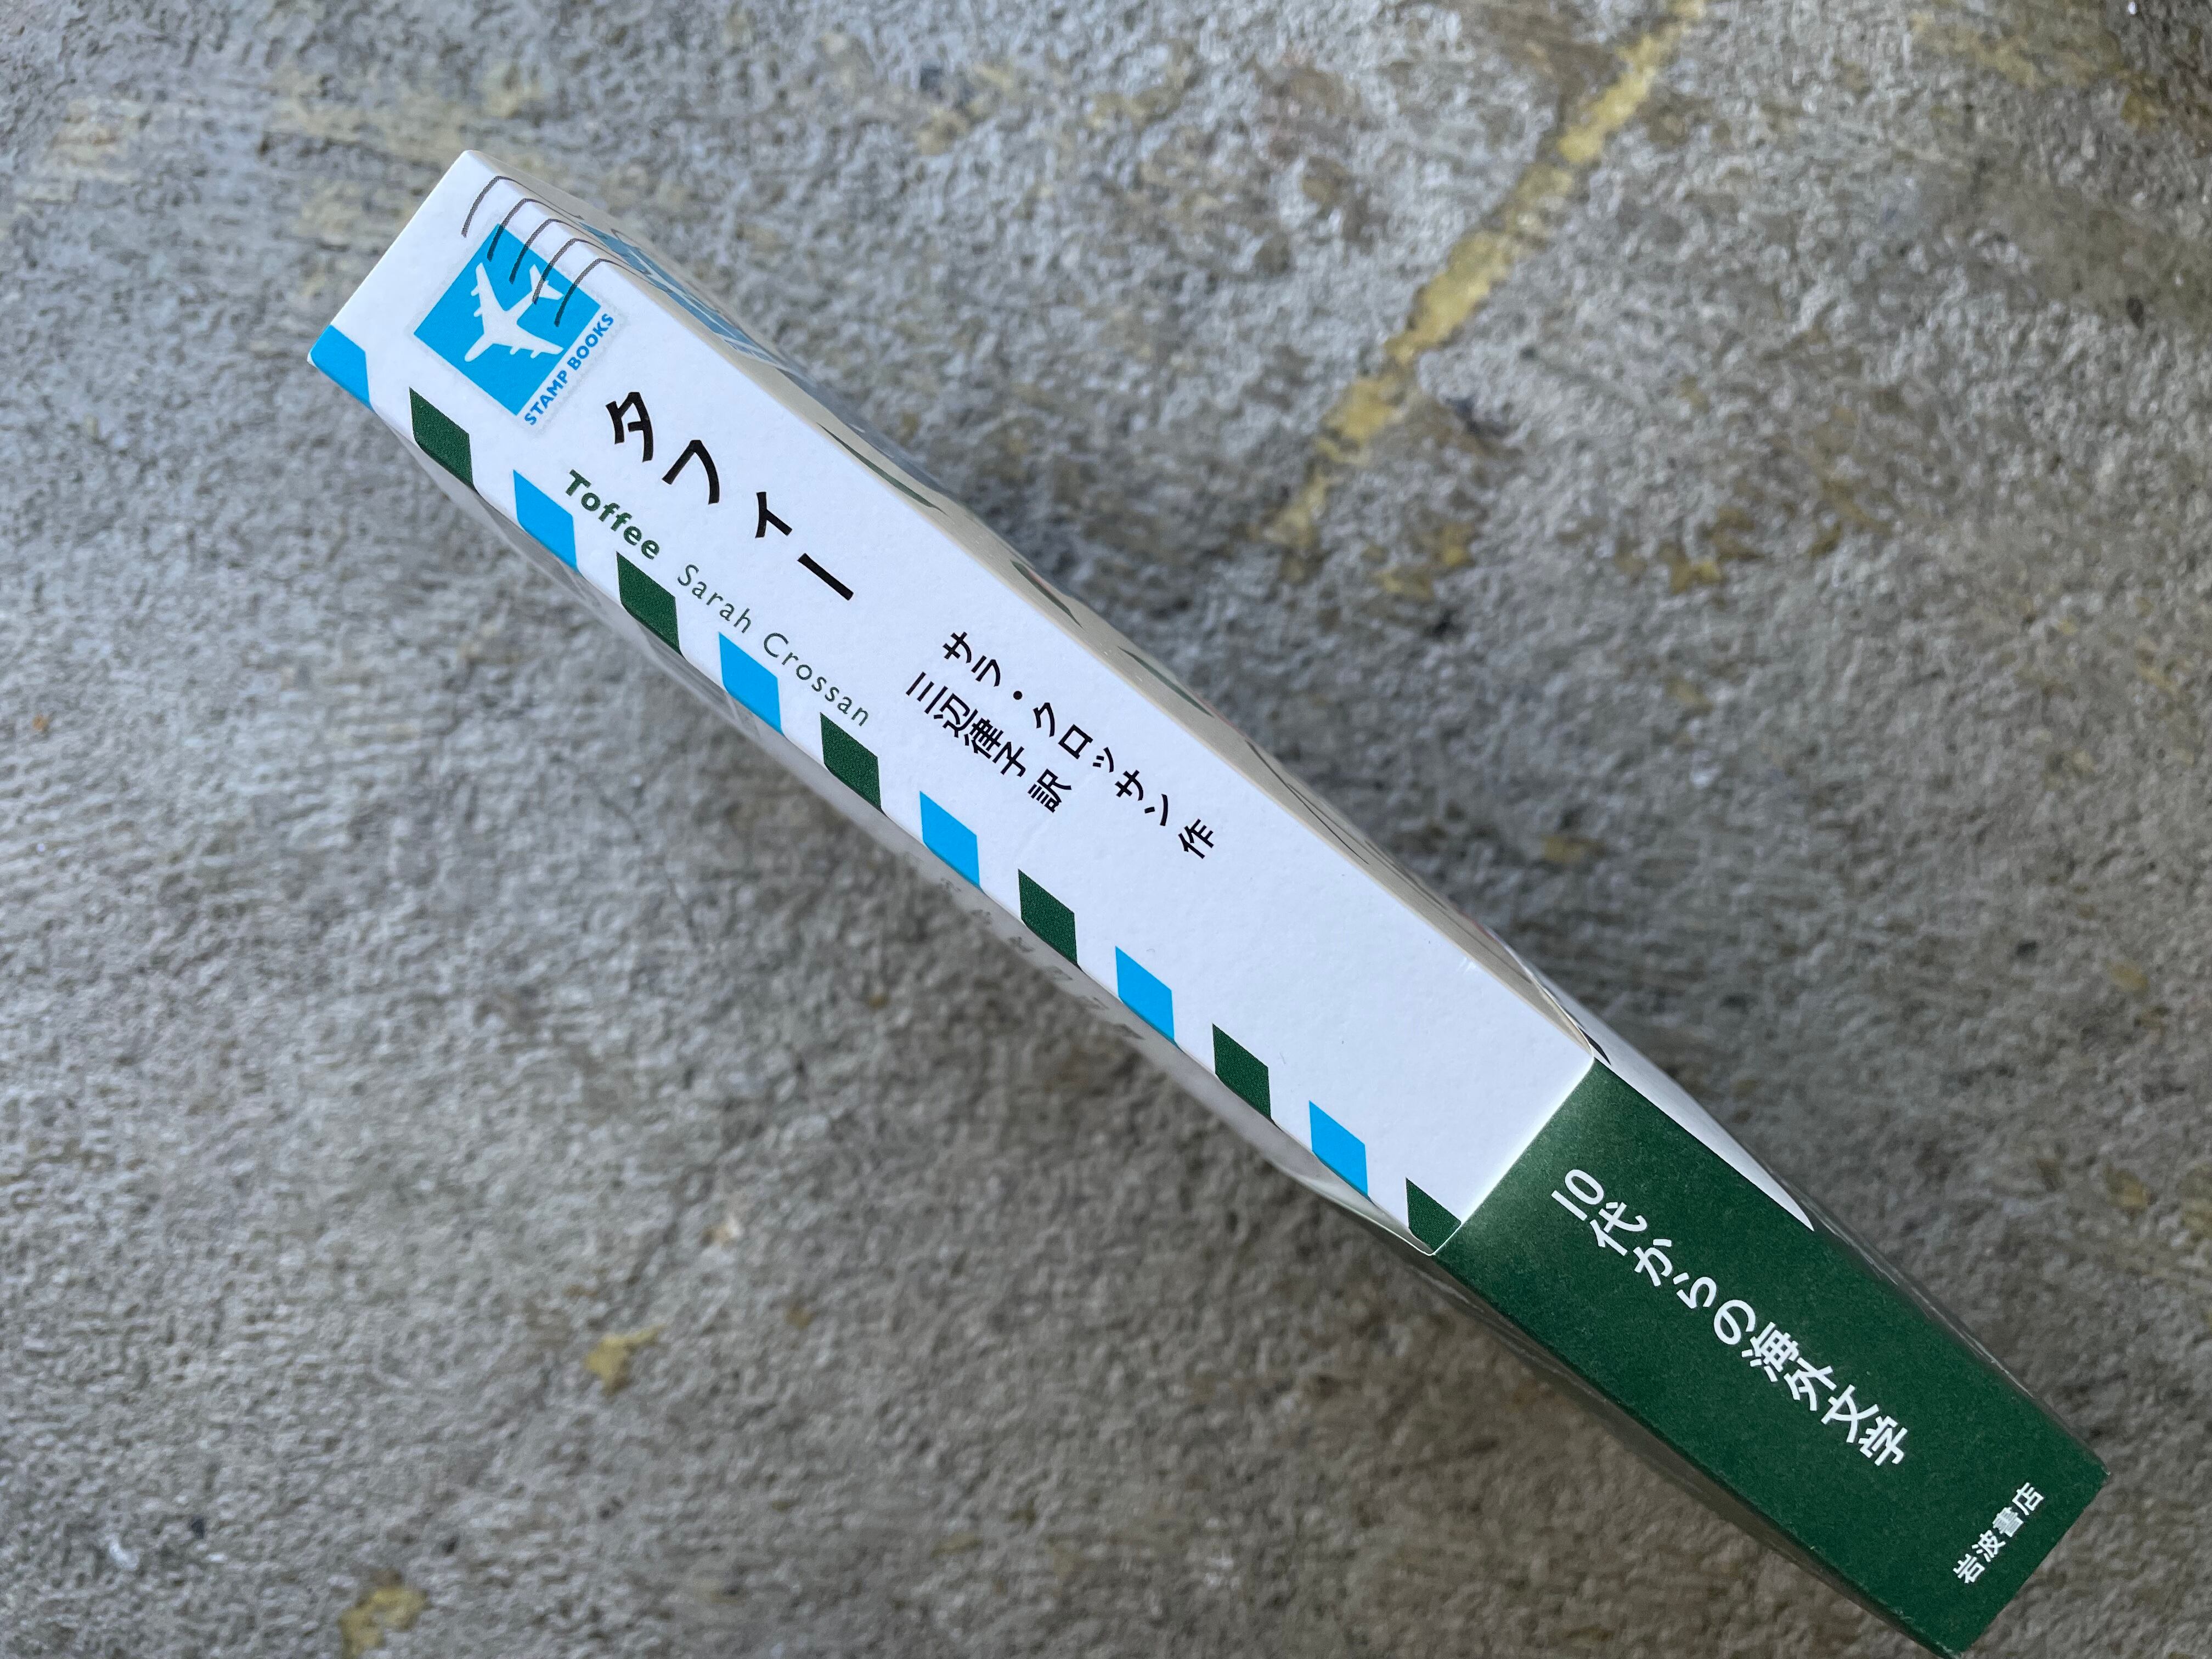 STAMP BOOKS
タフィー
Toffee Sarah Crossan
サラ・クロッサン 作
三辺律子 訳
10代からの海外文学
岩波書店